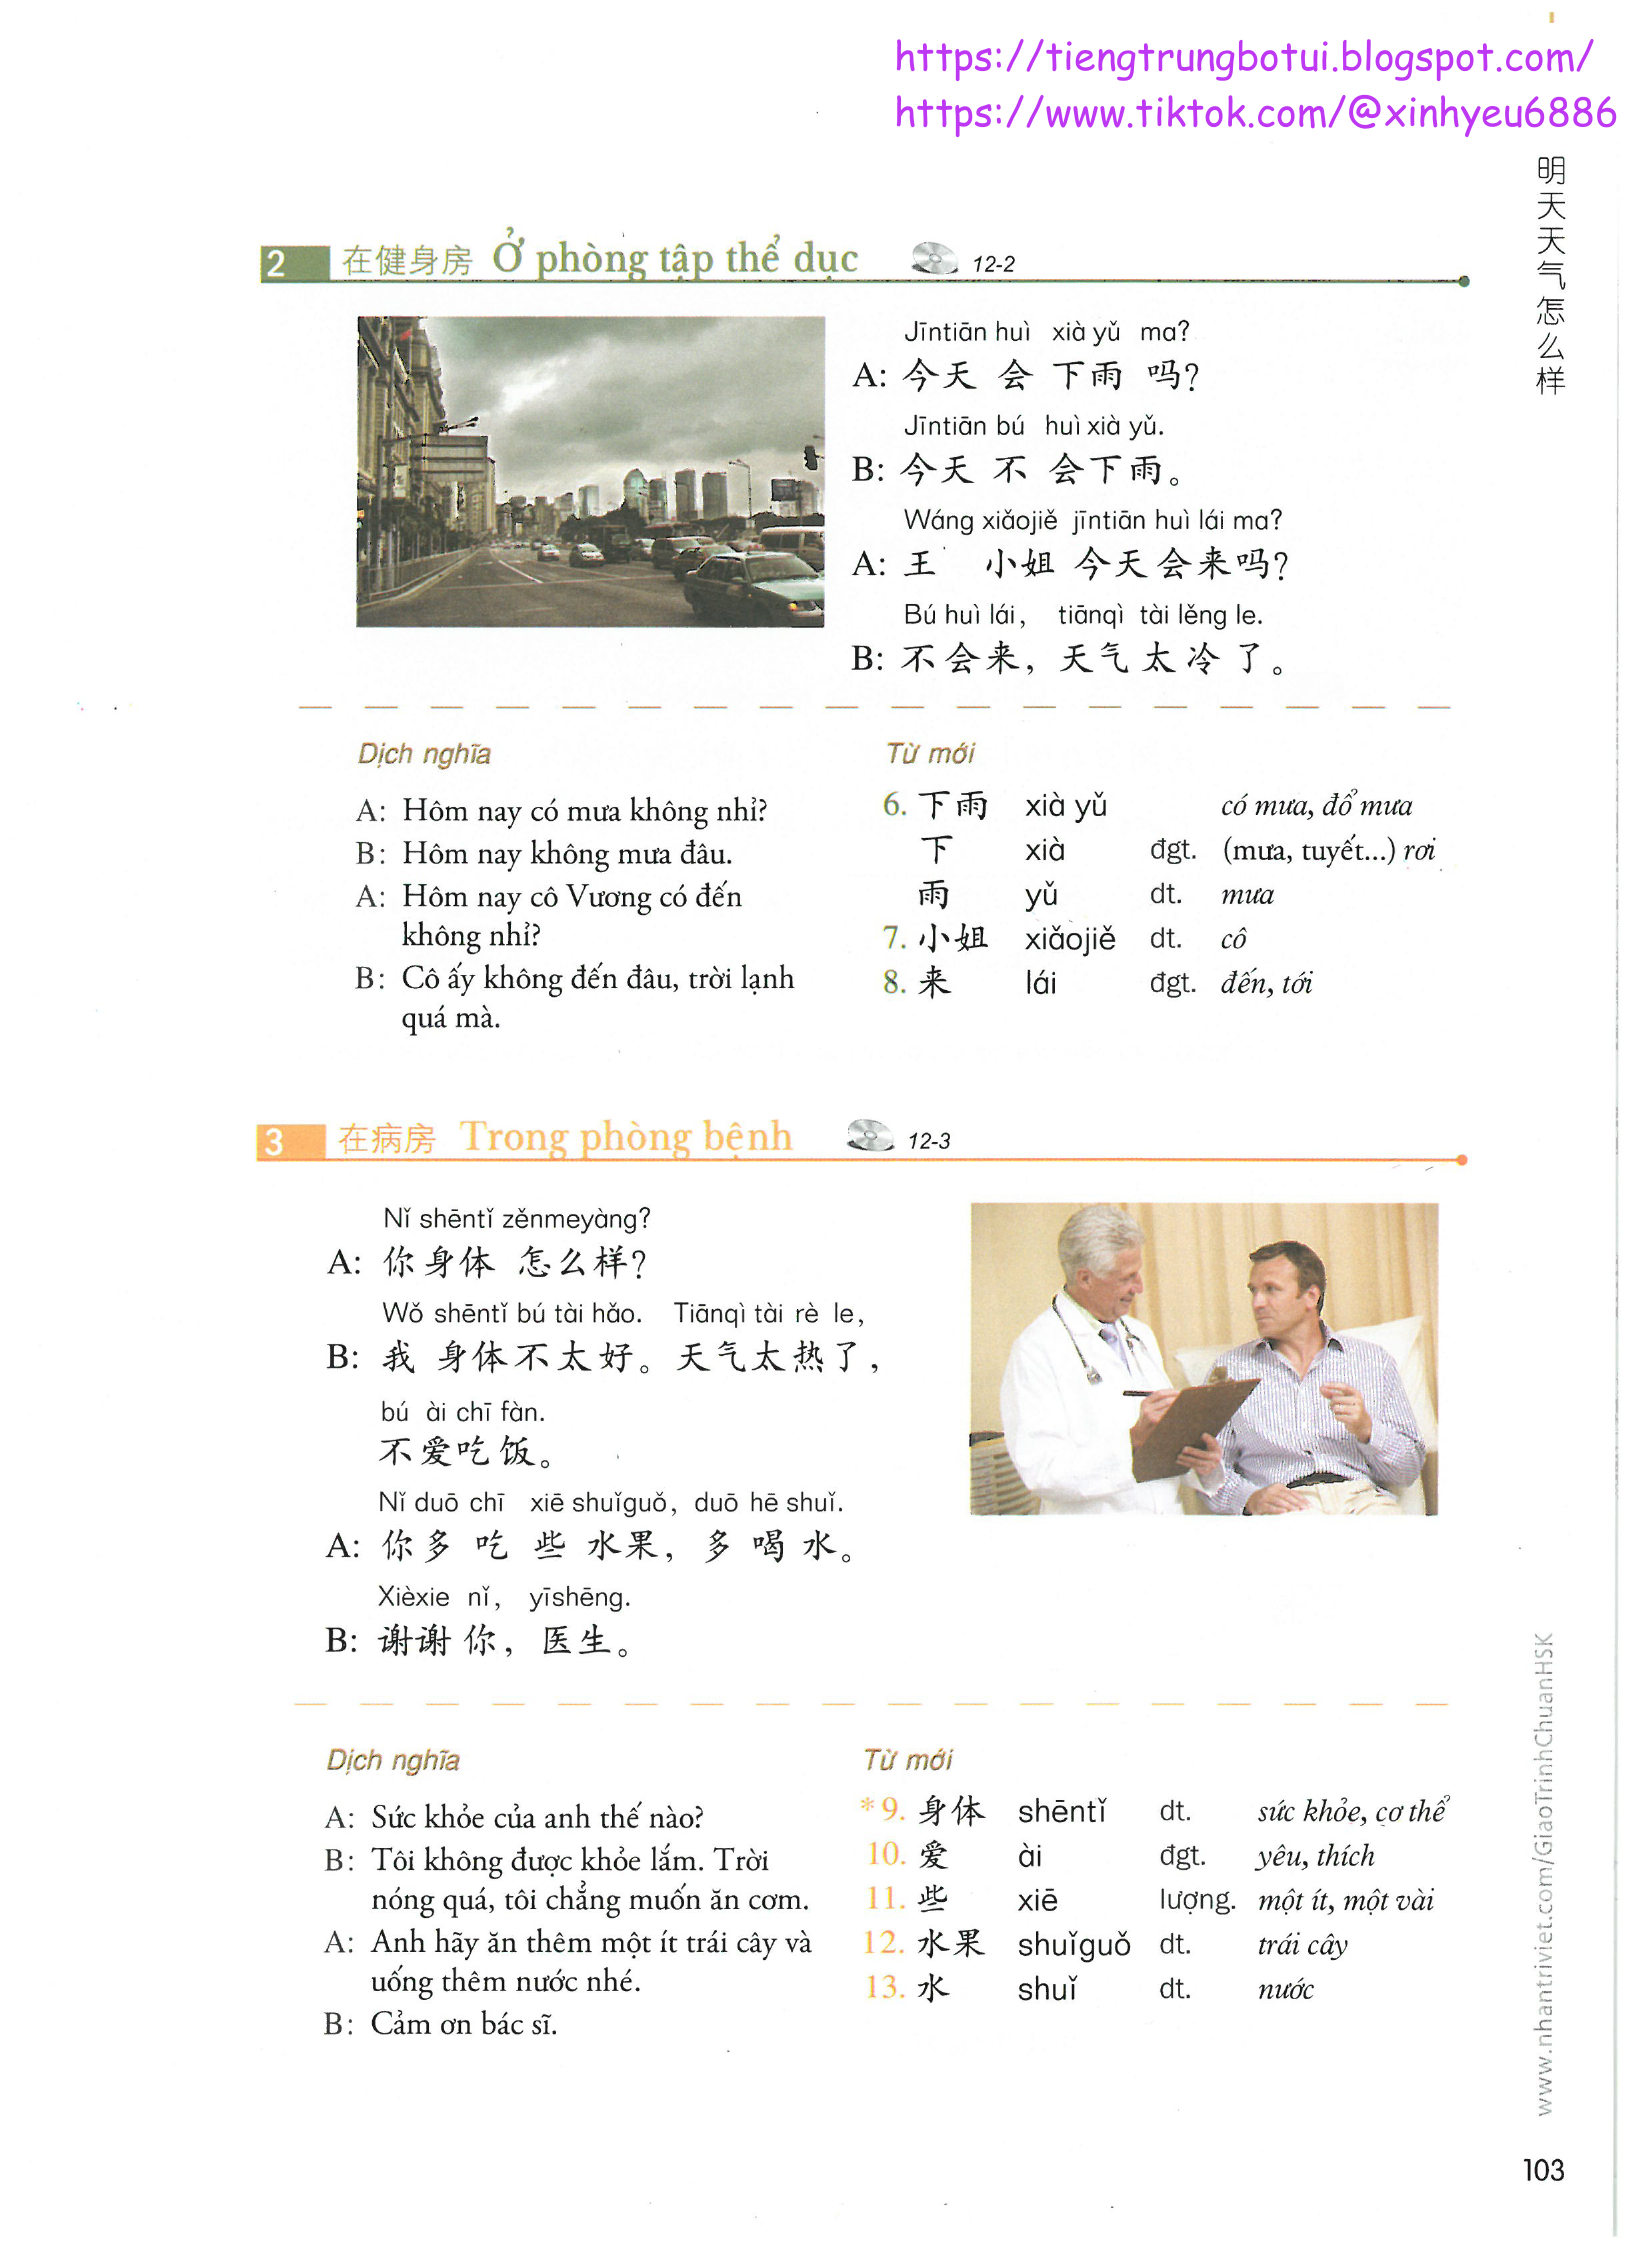 https://tiengtrungbotui.blogspot.com/
https://www.tiktok.com/@xinhyeu6886
明天天气怎么样
2 在健身房 Ở phòng tập thể dục 12-2
Jīntiān huì xià yǔ ma?
A: 今天 会 下雨 吗?
Jīntiān bú huì xià yǔ.
B: 今天 不 会下雨。
Wáng xiǎojiě jīntiān huì lái ma?
A: 王 小姐 今天会来吗?
Bú huì lái, tiānqì tài lěng le.
B: 不会来, 天气太冷了。
Dịch nghĩa
A: Hôm nay có mưa không nhỉ?
B: Hôm nay không mưa đâu.
A: Hôm nay cô Vương có đến
không nhỉ?
B: Cô ấy không đến đâu, trời lạnh
quá mà.
Từ mới
6. 下雨 xià yǔ có mưa, đổ mưa
下 xià đgt. (mưa, tuyết...) rơi
雨 yǔ dt. mưa
7. 小姐 xiǎojiě dt. cô
8. 来 lái đgt. đến, tới
3 在病房 Trong phòng bệnh 12-3
Nǐ shēntǐ zěnmeyàng?
A: 你身体 怎么样?
Wǒ shēntǐ bú tài hǎo. Tiānqì tài rè le,
B: 我 身体不太好。天气太热了,
bú ài chī fàn.
不爱吃饭。
Nǐ duō chī xiē shuǐguǒ, duō hē shuǐ.
A: 你多 吃 些 水果, 多 喝 水。
Xièxie nǐ, yīshēng.
B: 谢谢你, 医生。
Dịch nghĩa
A: Sức khỏe của anh thế nào?
B: Tôi không được khỏe lắm. Trời
nóng quá, tôi chẳng muốn ăn cơm.
A: Anh hãy ăn thêm một ít trái cây và
uống thêm nước nhé.
B: Cảm ơn bác sĩ.
Từ mới
*9. 身体 shēntǐ dt. sức khỏe, cơ thể
10. 爱 ài đgt. yêu, thích
11. 些 xiē lượng. một ít, một vài
12. 水果 shuǐguǒ dt. trái cây
13. 水 shuǐ dt. nước
www.nhantriviet.com/GiaoTrinhChuanHSK
103